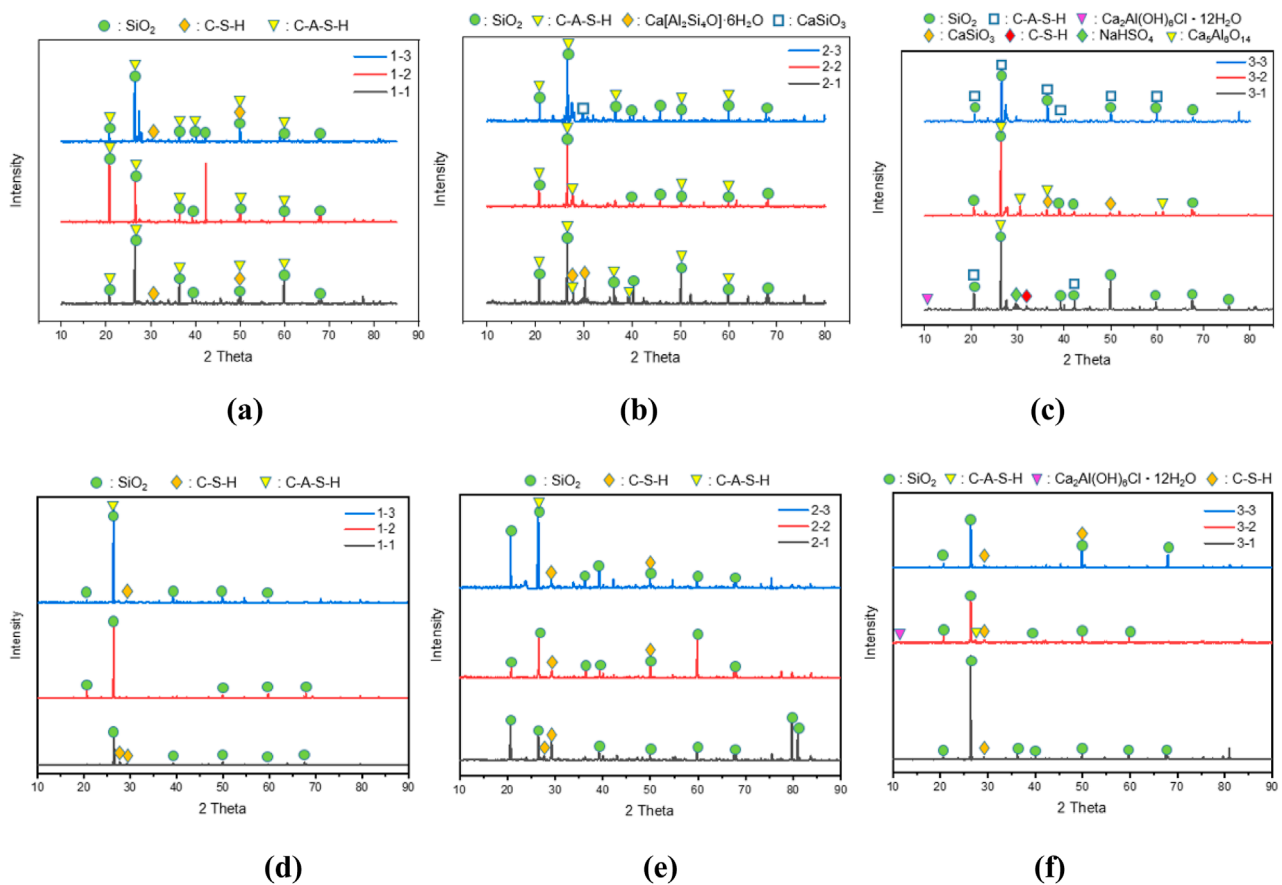 : SiO₂ : C-S-H : C-A-S-H
1-3
1-2
1-1
Intensity
10 20 30 40 50 60 70 80 90
2 Theta
(a)
: SiO₂ : C-A-S-H : Ca[Al₂Si₄O]·6H₂O : CaSiO₃
2-3
2-2
2-1
Intensity
10 20 30 40 50 60 70 80
2 Theta
(b)
: SiO₂ : C-A-S-H : Ca₂Al(OH)₆Cl · 12H₂O
: CaSiO₃ : C-S-H : NaHSO₄ : Ca₅Al₆O₁₄
3-3
3-2
3-1
Intensity
10 20 30 40 50 60 70 80
2 Theta
(c)
: SiO₂ : C-S-H : C-A-S-H
1-3
1-2
1-1
Intensity
10 20 30 40 50 60 70 80 90
2 Theta
(d)
: SiO₂ : C-S-H : C-A-S-H
2-3
2-2
2-1
Intensity
10 20 30 40 50 60 70 80 90
2 Theta
(e)
: SiO₂ : C-A-S-H : Ca₂Al(OH)₆Cl · 12H₂O : C-S-H
3-3
3-2
3-1
Intensity
10 20 30 40 50 60 70 80 90
2 Theta
(f)